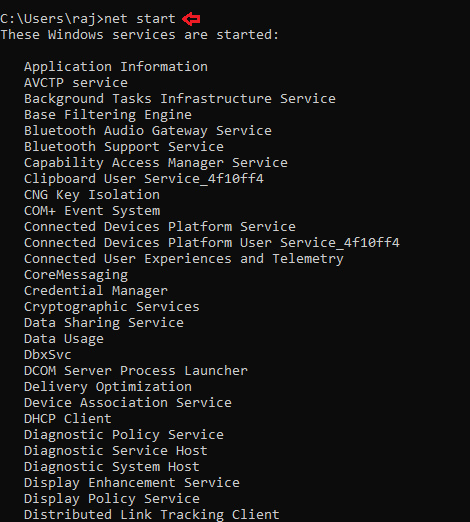 C:\Users\raj>net start
These Windows services are started:
Application Information
AVCTP service
Background Tasks Infrastructure Service
Base Filtering Engine
Bluetooth Audio Gateway Service
Bluetooth Support Service
Capability Access Manager Service
Clipboard User Service_4f10ff4
CNG Key Isolation
COM+ Event System
Connected Devices Platform Service
Connected Devices Platform User Service_4f10ff4
Connected User Experiences and Telemetry
CoreMessaging
Credential Manager
Cryptographic Services
Data Sharing Service
Data Usage
DbxSvc
DCOM Server Process Launcher
Delivery Optimization
Device Association Service
DHCP Client
Diagnostic Policy Service
Diagnostic Service Host
Diagnostic System Host
Display Enhancement Service
Display Policy Service
Distributed Link Tracking Client